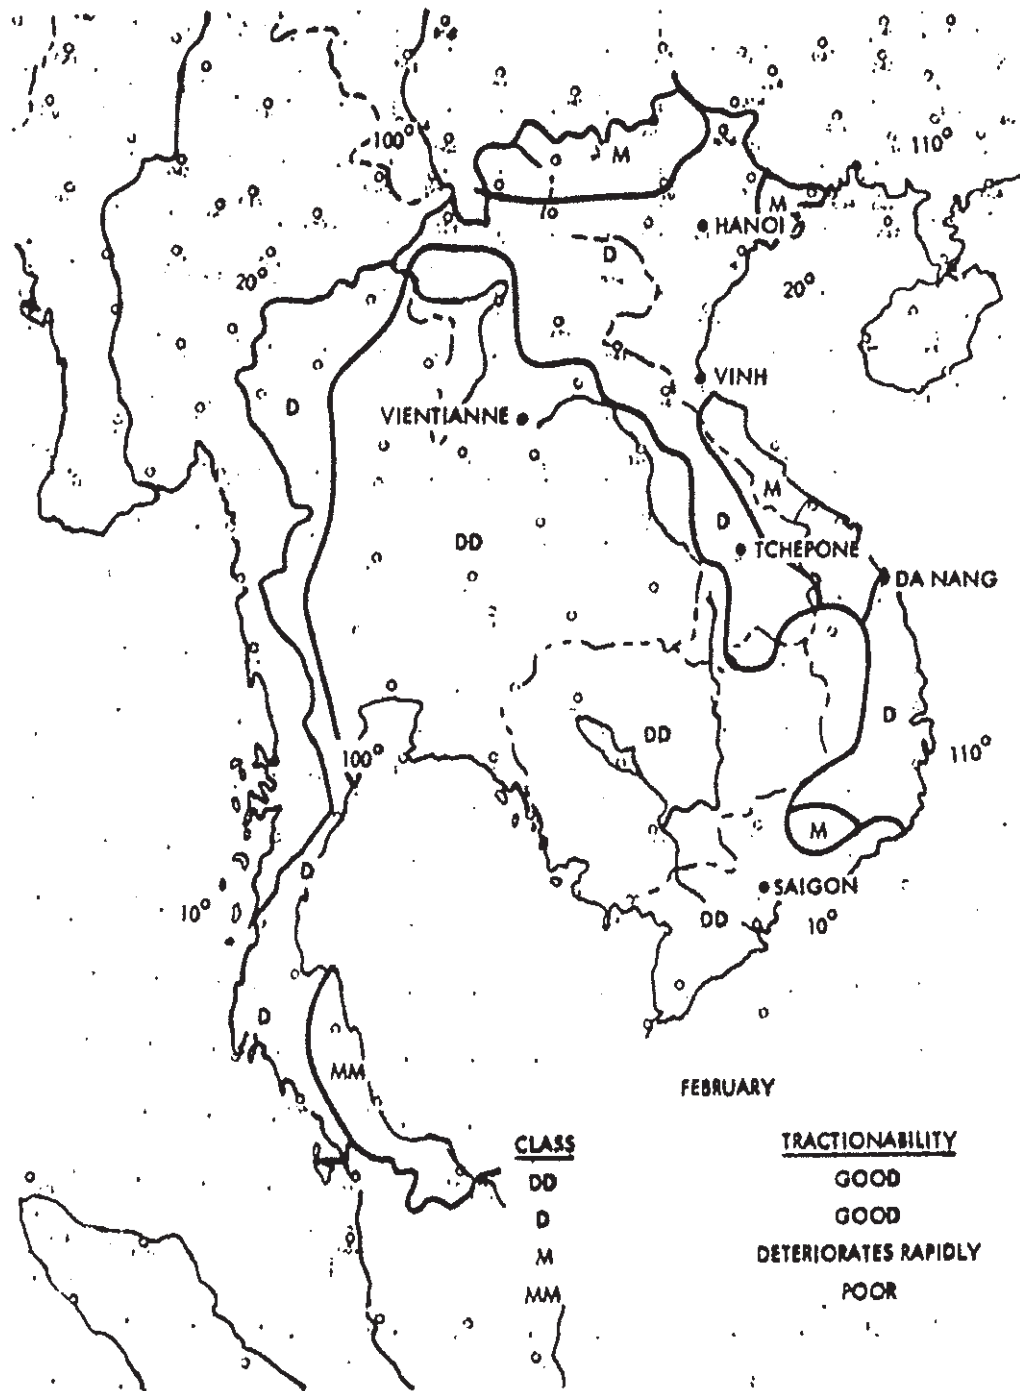 100°
110°
M
M
HANOI
D
20°
20°
VINH
D
VIENTIANNE
M
D
DD
TCHEPONE
DA NANG
DD
D
100°
110°
M
D
SAIGON
10°
DD
10°
D
MM
FEBRUARY
CLASS TRACTIONABILITY
DD GOOD
D GOOD
M DETERIORATES RAPIDLY
MM POOR